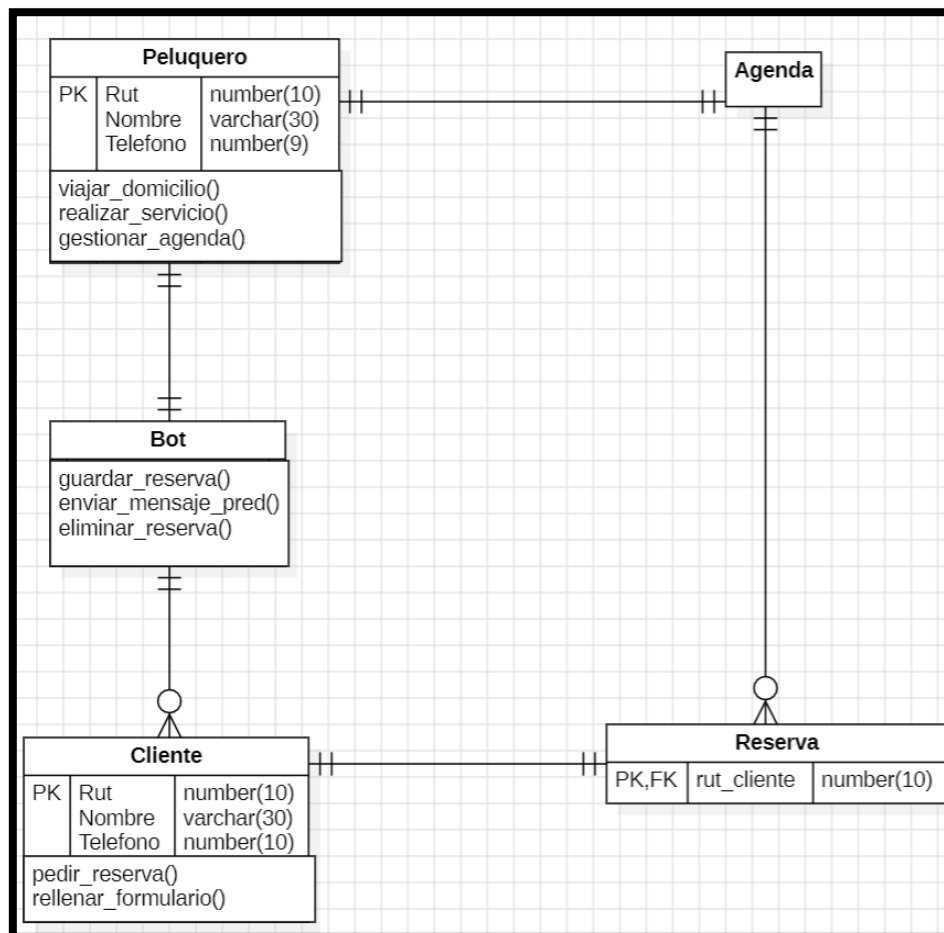 Peluquero
PK Rut number(10)
Nombre varchar(30)
Telefono number(9)
viajar_domicilio()
realizar_servicio()
gestionar_agenda()
Agenda
Bot
guardar_reserva()
enviar_mensaje_pred()
eliminar_reserva()
Cliente
PK Rut number(10)
Nombre varchar(30)
Telefono number(10)
pedir_reserva()
rellenar_formulario()
Reserva
PK,FK rut_cliente number(10)